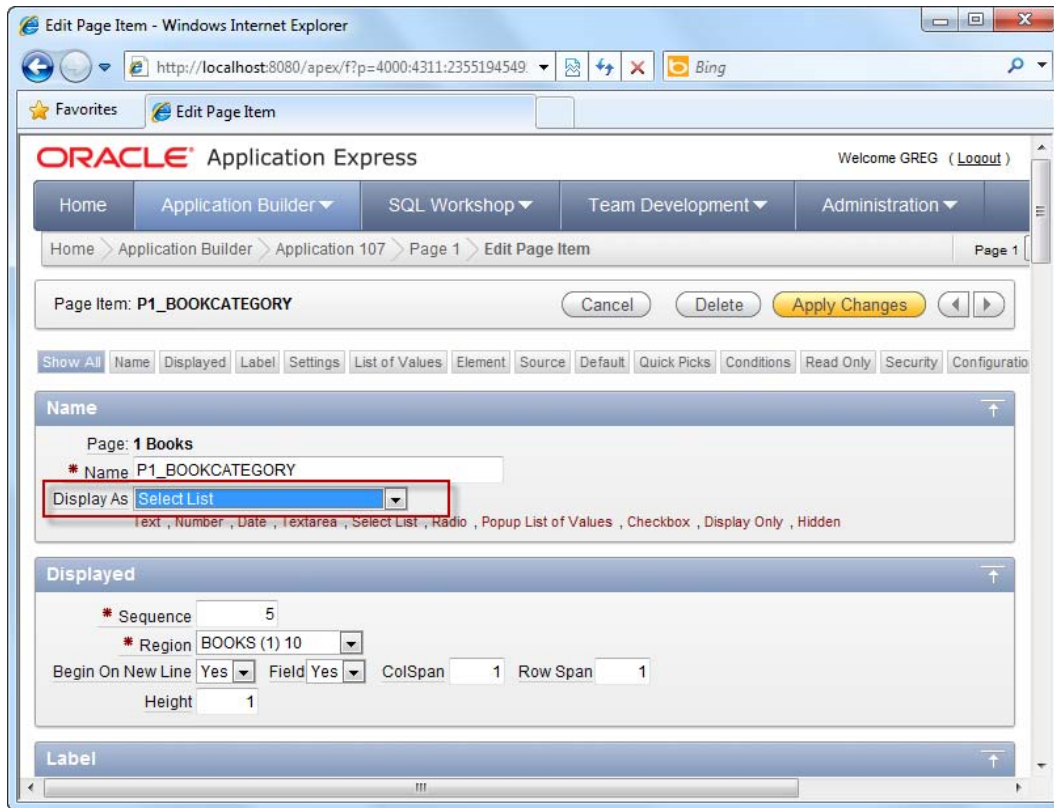 Edit Page Item - Windows Internet Explorer
http://localhost:8080/apex/f?p=4000:4311:2355194549
Bing
Favorites
Edit Page Item
ORACLE Application Express
Welcome GREG ( Logout )
Home Application Builder SQL Workshop Team Development Administration
Home Application Builder Application 107 Page 1 Edit Page Item Page 1
Page Item: P1_BOOKCATEGORY Cancel Delete Apply Changes
Show All Name Displayed Label Settings List of Values Element Source Default Quick Picks Conditions Read Only Security Configuratio
Name
Page: 1 Books
* Name P1_BOOKCATEGORY
Display As Select List
Text , Number , Date , Textarea , Select List , Radio , Popup List of Values , Checkbox , Display Only , Hidden
Displayed
* Sequence 5
* Region BOOKS (1) 10
Begin On New Line Yes Field Yes ColSpan 1 Row Span 1
Height 1
Label